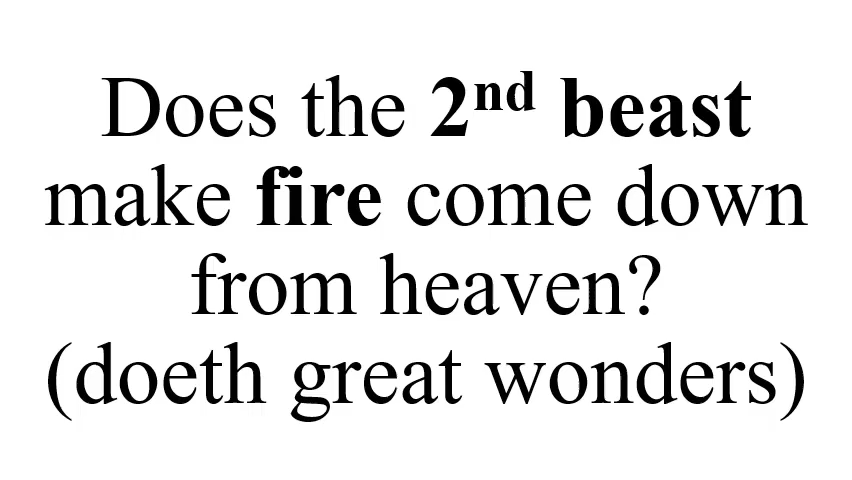 Does the 2nd beast
make fire come down
from heaven?
(doeth great wonders)